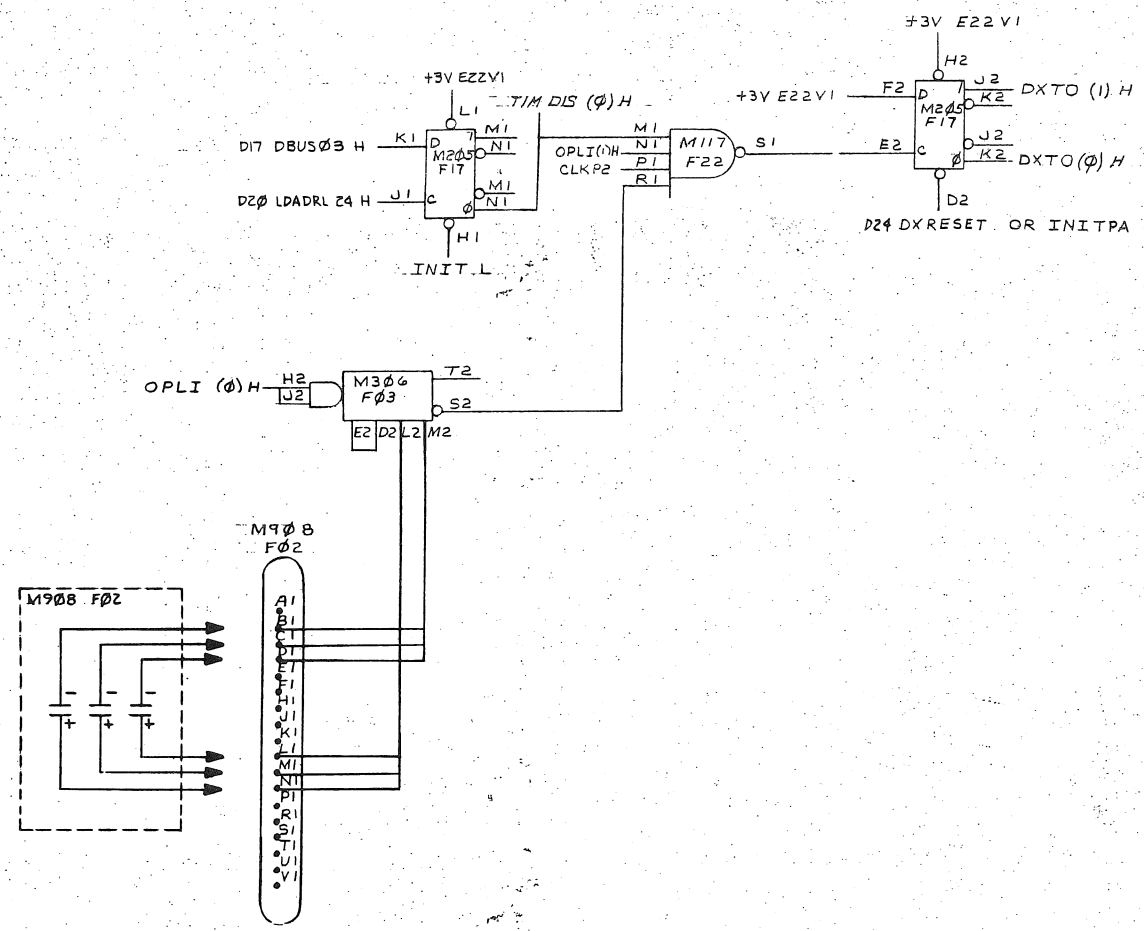 +3V E22 V1
H2
+3V E22V1
L1
TIM DIS (Ø) H
+3V E22V1
F2
D
1
J2
DXTO (1) H
K2
M2Ø5
F17
D17 DBUSØ3 H
K1
D
1
M1
M2Ø5
N1
F17
M1
N1
OPLI(1)H
P1
CLKP2
R1
M117
F22
S1
E2
C
J2
Ø
K2
DXTO(Ø) H
D2Ø LDADRL 24 H
J1
C
M1
N1
Ø
H1
INIT L
D2
D24 DXRESET OR INITPA
OPLI (Ø) H
H2
J2
M3Ø6
FØ3
T2
S2
E2
D2
L2
M2
M9Ø8
FØ2
M9Ø8 FØ2
A1
B1
C1
D1
E1
F1
H1
J1
K1
L1
M1
N1
P1
R1
S1
T1
U1
V1
- - -
+ + +